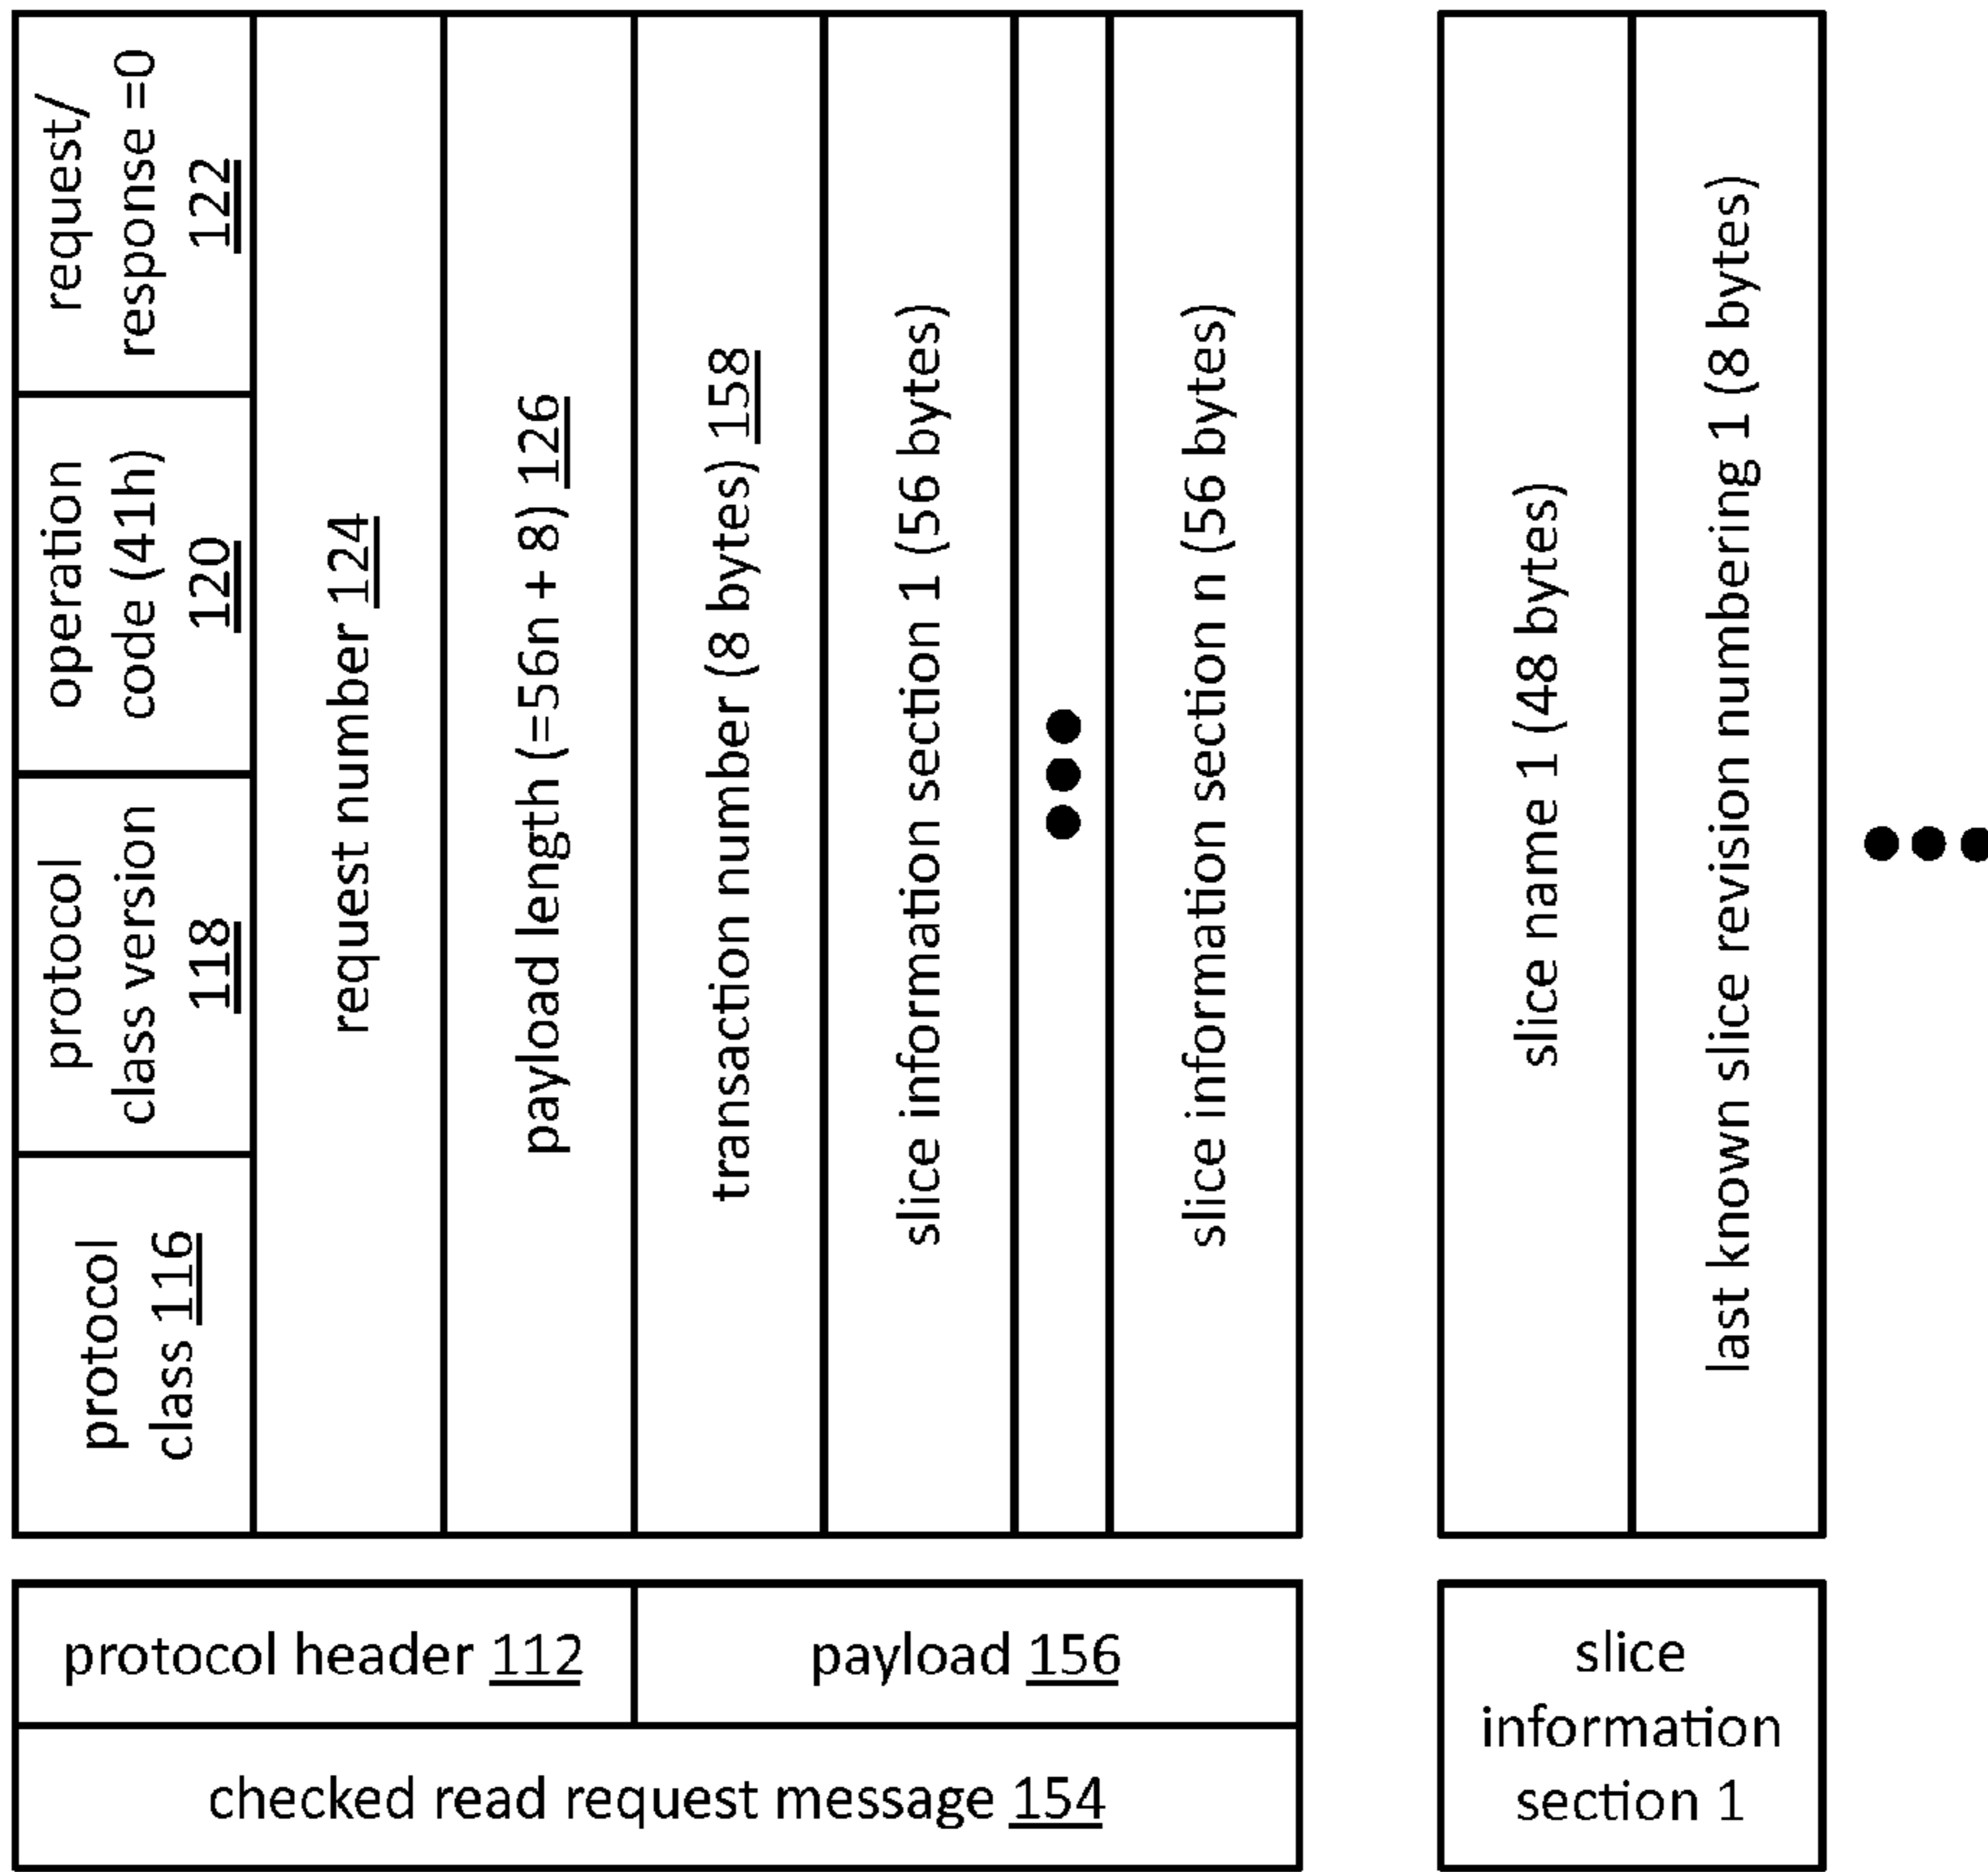 protocol
class 116
protocol
class version
118
operation
code (41h)
120
request/
response =0
122
request number 124
payload length (=56n + 8) 126
transaction number (8 bytes) 158
slice information section 1 (56 bytes)
slice information section n (56 bytes)
slice name 1 (48 bytes)
last known slice revision numbering 1 (8 bytes)
protocol header 112
payload 156
checked read request message 154
slice
information
section 1